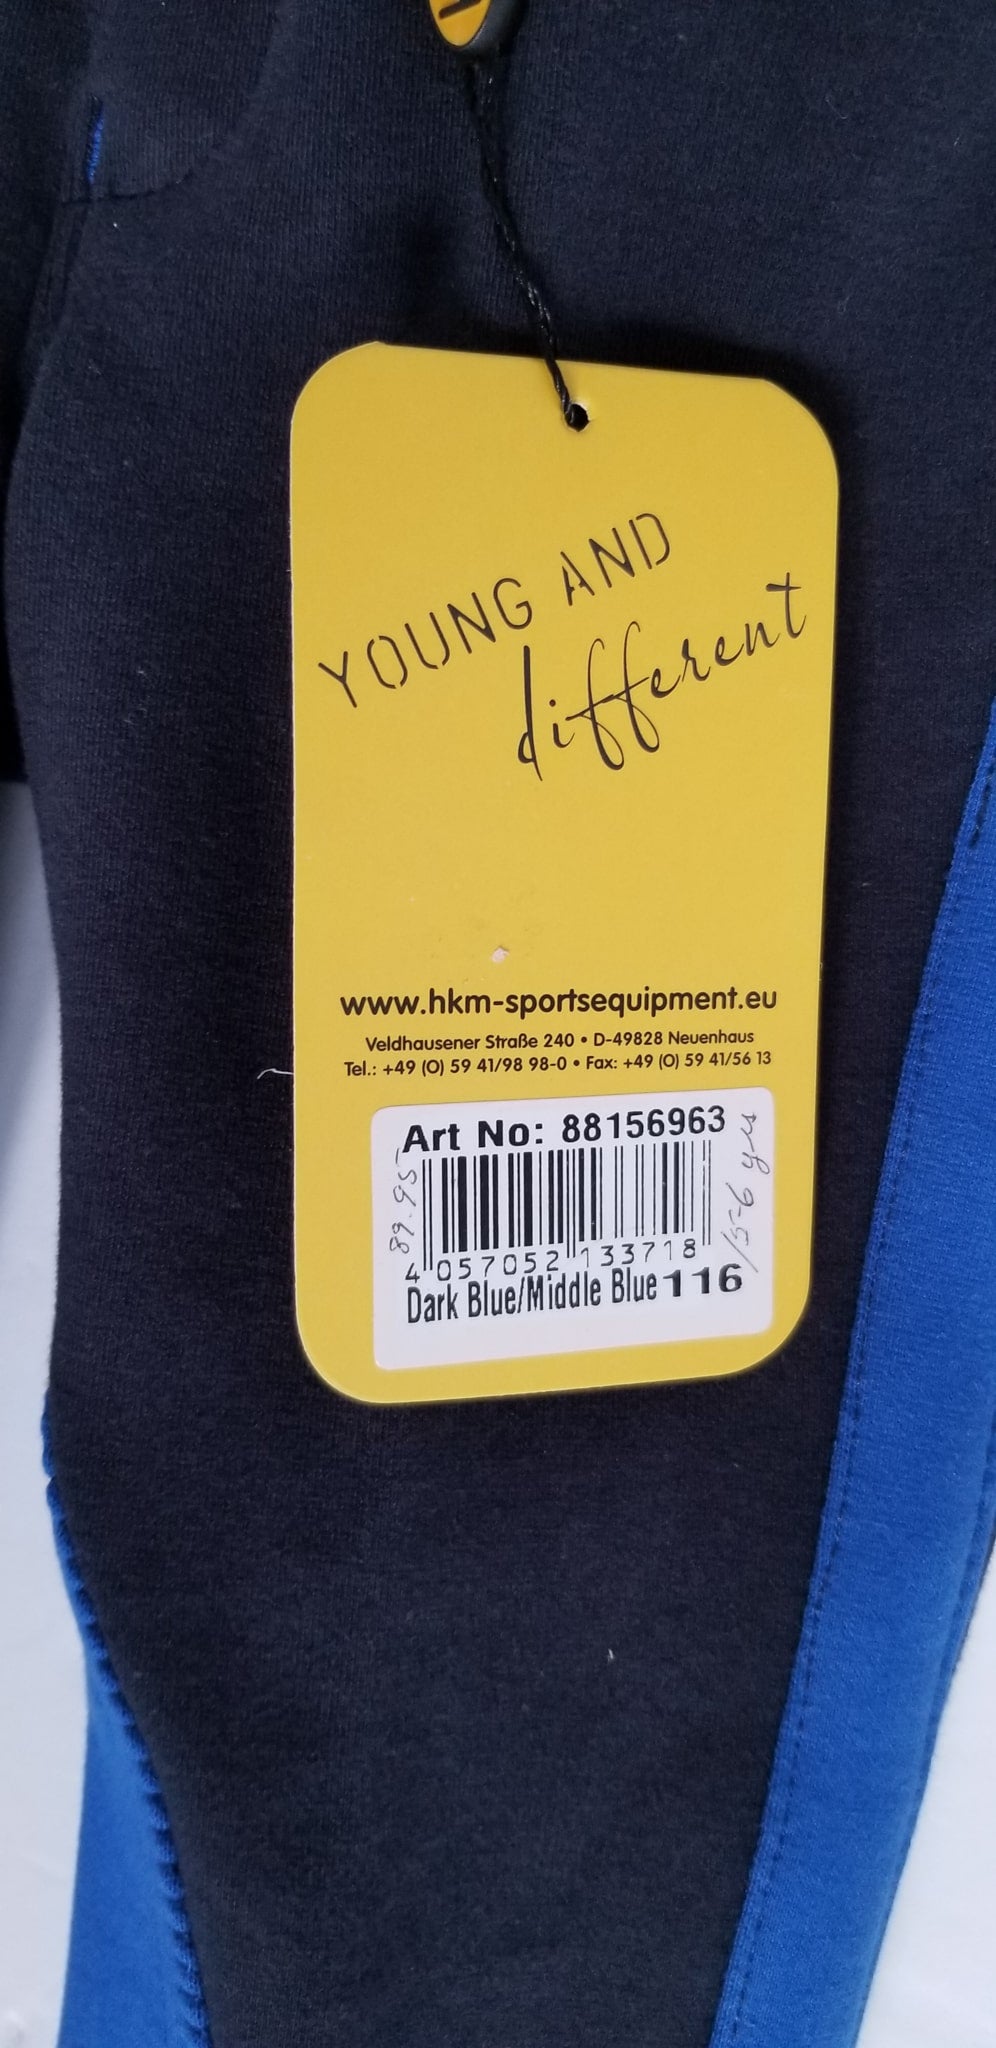 YOUNG AND
different
www.hkm-sportsequipment.eu
Veldhausener Straße 240 • D-49828 Neuenhaus
Tel.: +49 (0) 59 41/98 98-0 • Fax: +49 (0) 59 41/56 13
Art No: 88156963
89.95
/5-6 yrs
4 057052 133718
Dark Blue/Middle Blue 116